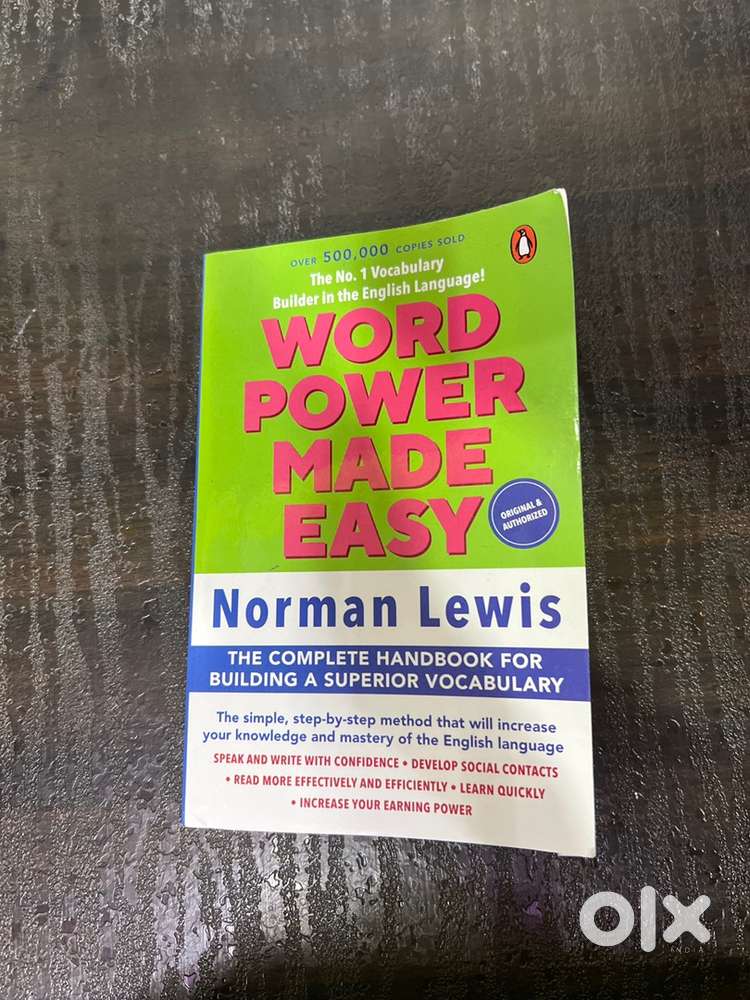 OVER 500,000 COPIES SOLD
The No. 1 Vocabulary
Builder in the English Language!
WORD
POWER
MADE
EASY
ORIGINAL &
AUTHORIZED
Norman Lewis
THE COMPLETE HANDBOOK FOR
BUILDING A SUPERIOR VOCABULARY
The simple, step-by-step method that will increase
your knowledge and mastery of the English language
SPEAK AND WRITE WITH CONFIDENCE • DEVELOP SOCIAL CONTACTS
• READ MORE EFFECTIVELY AND EFFICIENTLY • LEARN QUICKLY
• INCREASE YOUR EARNING POWER
olx
INDIA